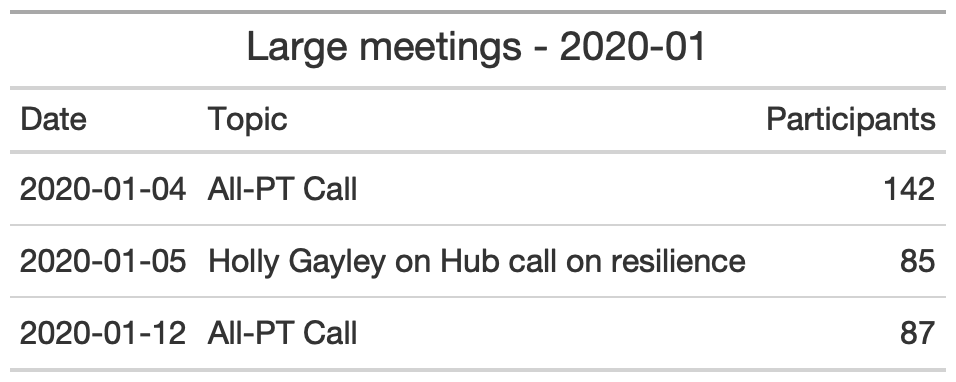 Large meetings - 2020-01
Date Topic Participants
2020-01-04 All-PT Call 142
2020-01-05 Holly Gayley on Hub call on resilience 85
2020-01-12 All-PT Call 87